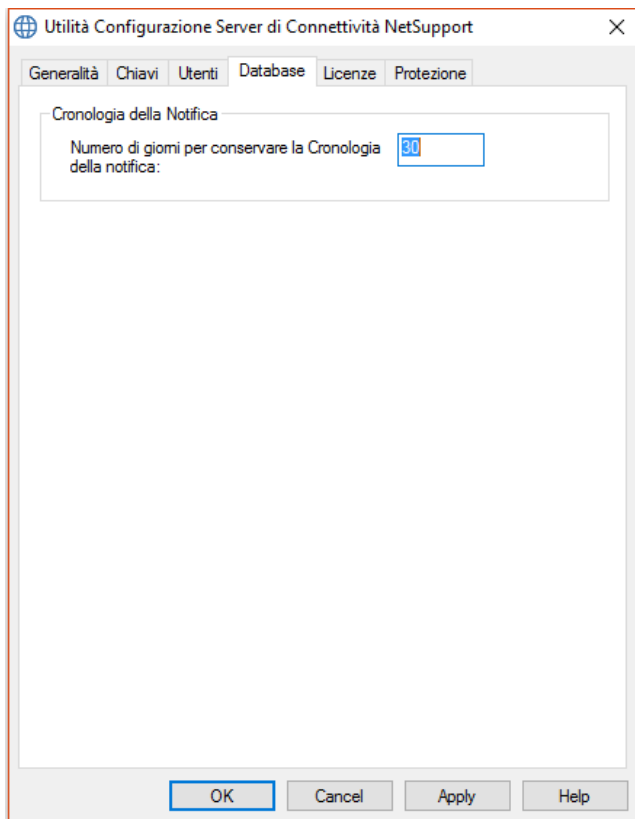 Utilità Configurazione Server di Connettività NetSupport
Generalità Chiavi Utenti Database Licenze Protezione
Cronologia della Notifica
Numero di giorni per conservare la Cronologia 30
della notifica:
OK Cancel Apply Help